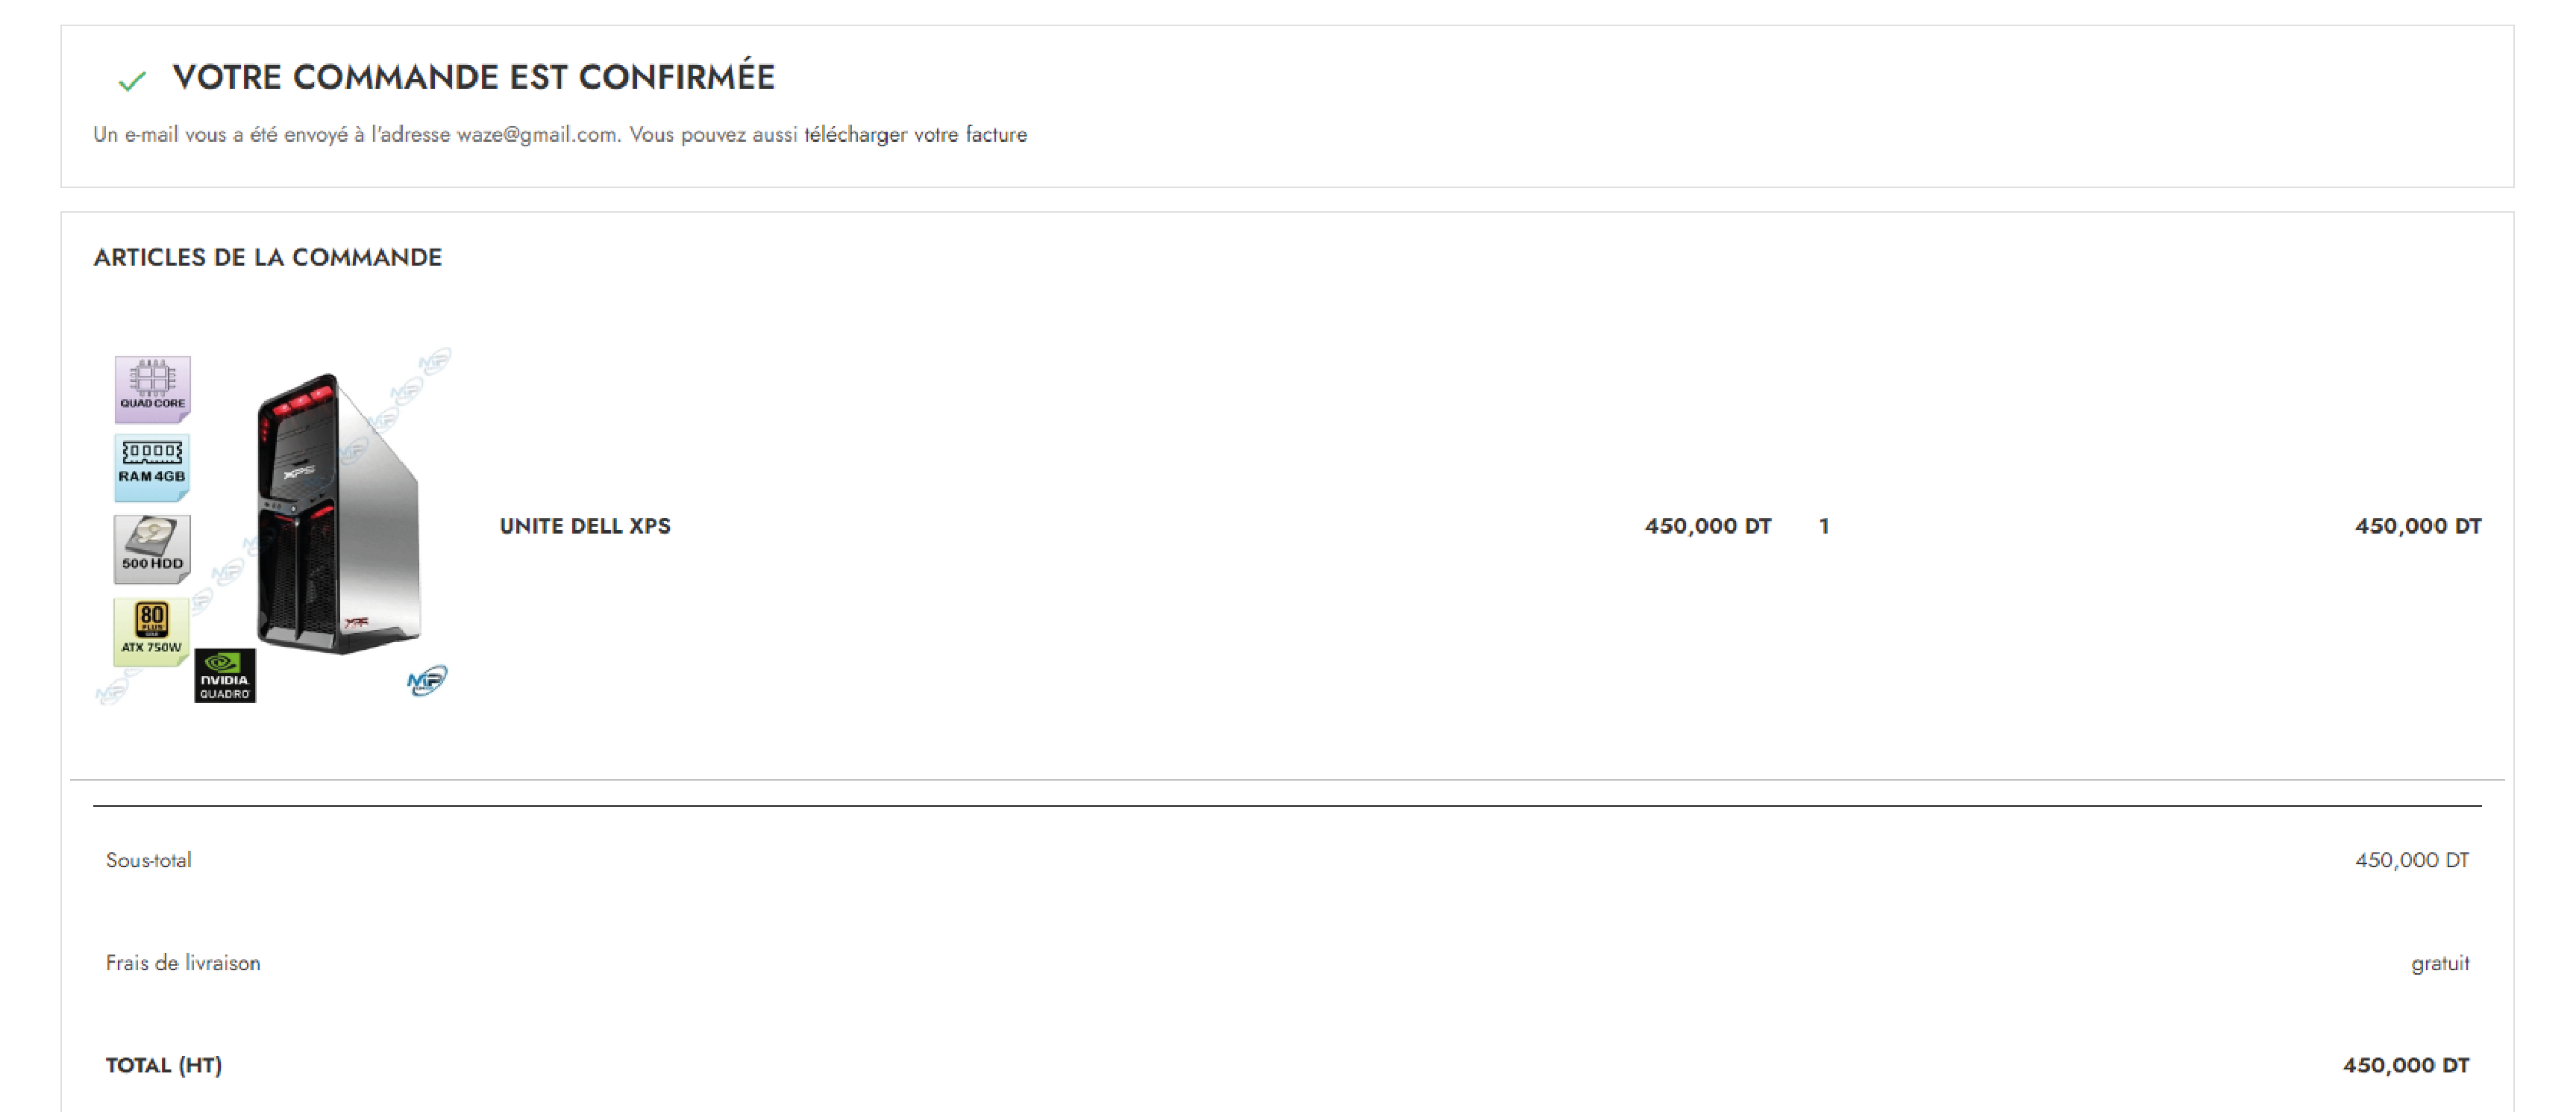 VOTRE COMMANDE EST CONFIRMÉE
Un e-mail vous a été envoyé à l'adresse waze@gmail.com. Vous pouvez aussi télécharger votre facture
ARTICLES DE LA COMMANDE
QUAD CORE
RAM 4GB
500 HDD
80
PLUS
GOLD
ATX 750W
NVIDIA
QUADRO
XPS
XPS
MP
UNITE DELL XPS 450,000 DT 1 450,000 DT
Sous-total 450,000 DT
Frais de livraison gratuit
TOTAL (HT) 450,000 DT